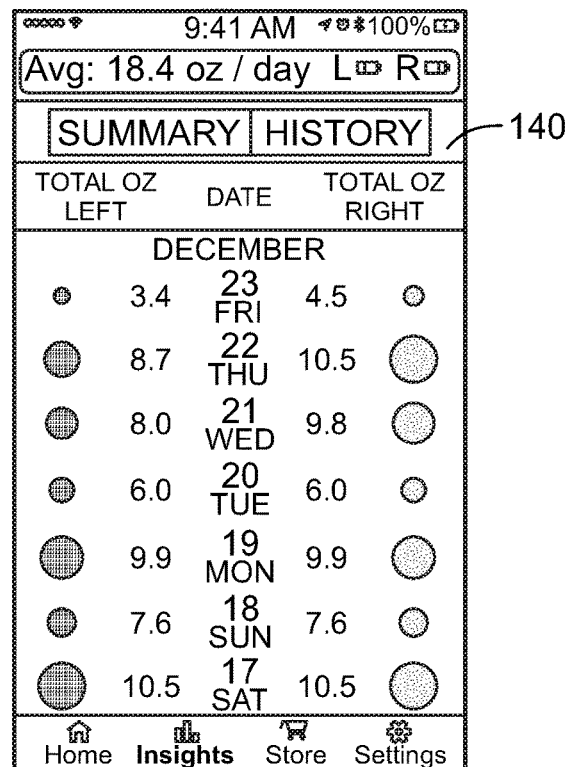 9:41 AM 100%
Avg: 18.4 oz / day L R
SUMMARY HISTORY
140
TOTAL OZ LEFT
DATE
TOTAL OZ RIGHT
DECEMBER
3.4 23 FRI 4.5
8.7 22 THU 10.5
8.0 21 WED 9.8
6.0 20 TUE 6.0
9.9 19 MON 9.9
7.6 18 SUN 7.6
10.5 17 SAT 10.5
Home Insights Store Settings